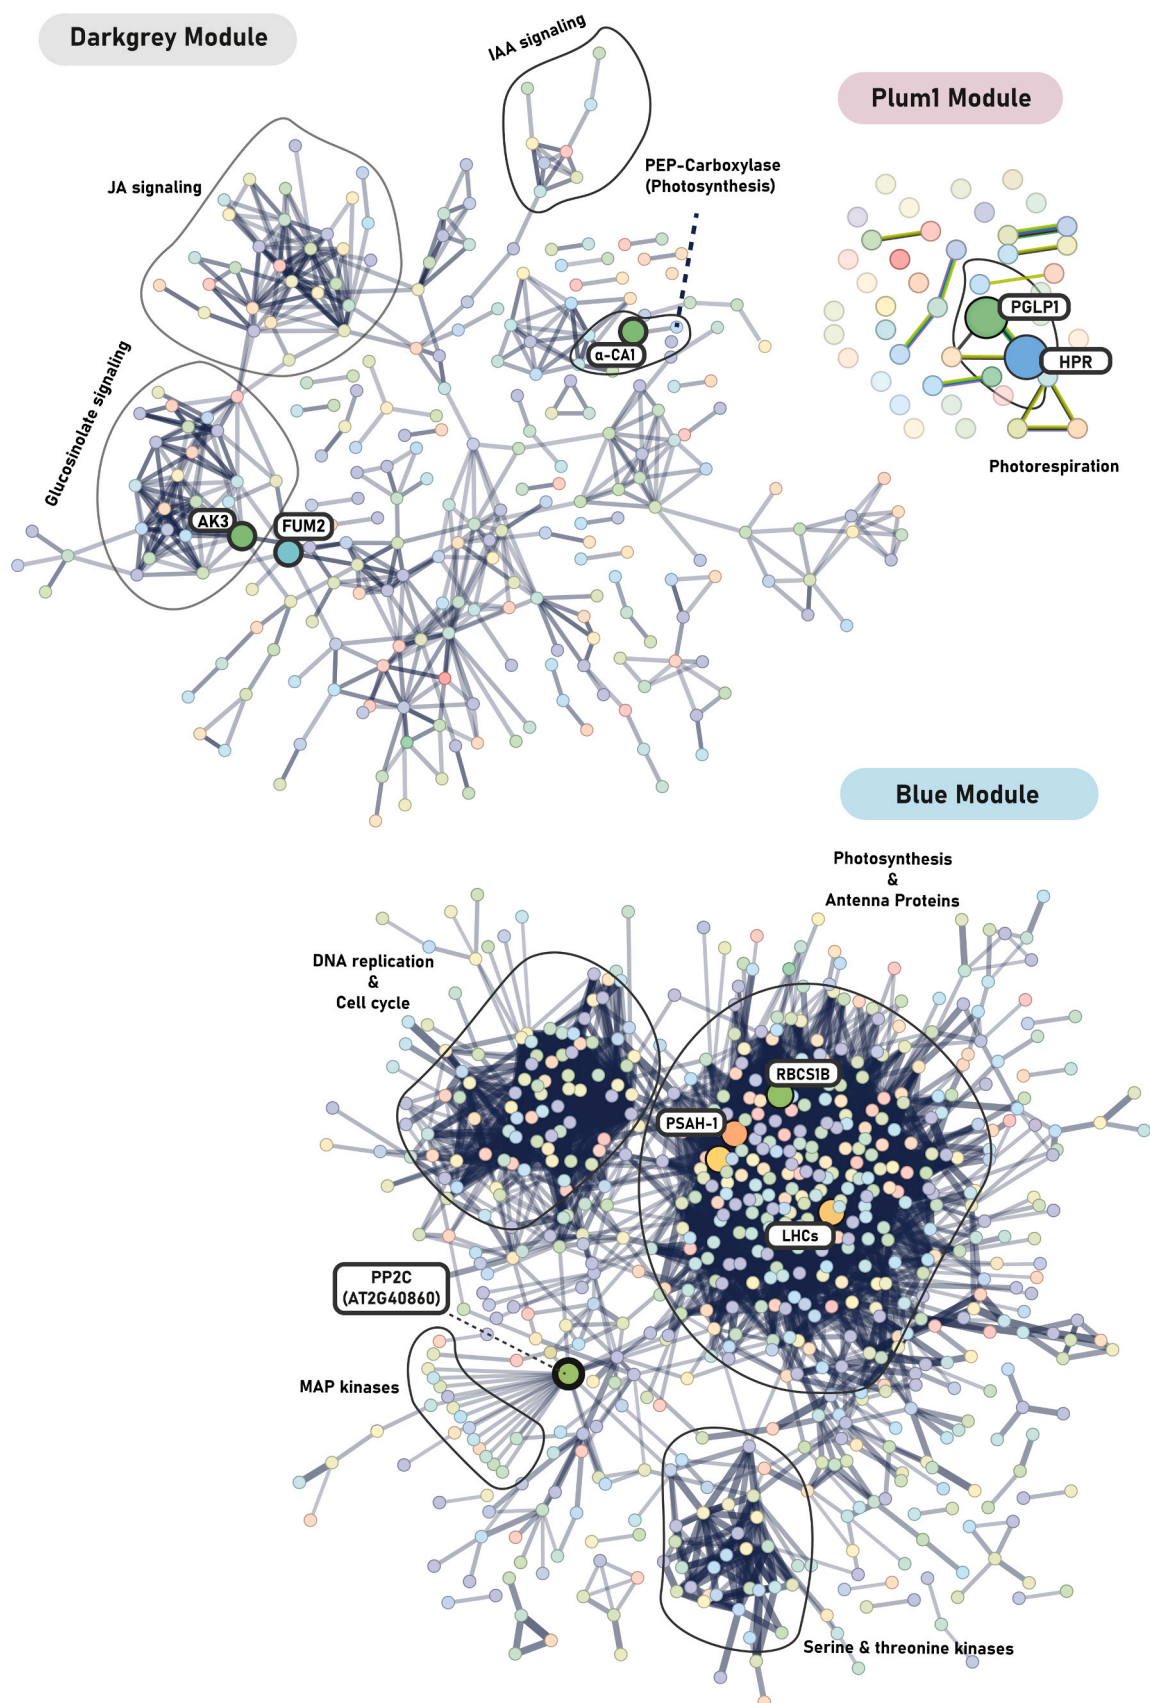 Darkgrey Module
IAA signaling
Plum1 Module
PEP-Carboxylase
(Photosynthesis)
JA signaling
PGLP1
α-CA1
HPR
Glucosinolate signaling
Photorespiration
AK3
FUM2
Blue Module
Photosynthesis
&
Antenna Proteins
DNA replication
&
Cell cycle
RBCS1B
PSAH-1
LHCs
PP2C
(AT2G40860)
MAP kinases
Serine & threonine kinases